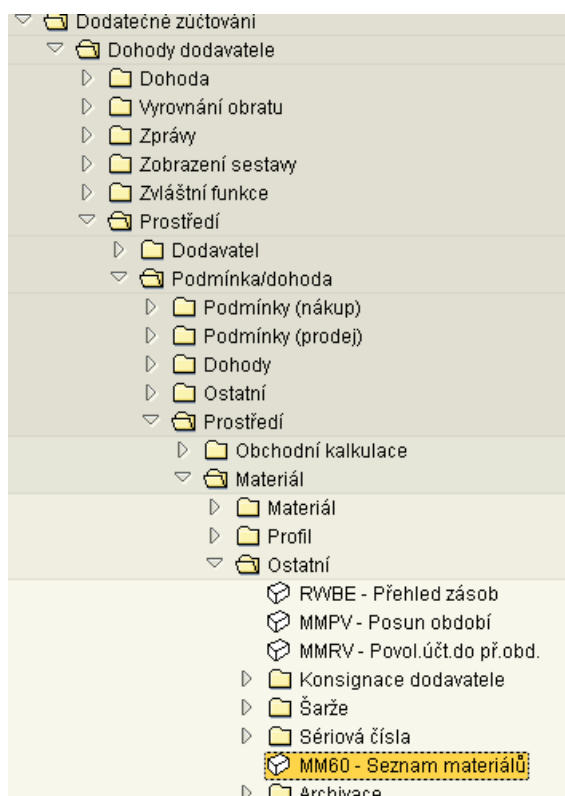 Dodatečné zúčtování
Dohody dodavatele
Dohoda
Vyrovnání obratu
Zprávy
Zobrazení sestavy
Zvláštní funkce
Prostředí
Dodavatel
Podmínka/dohoda
Podmínky (nákup)
Podmínky (prodej)
Dohody
Ostatní
Prostředí
Obchodní kalkulace
Materiál
Materiál
Profil
Ostatní
RWBE - Přehled zásob
MMPV - Posun období
MMRV - Povol.účt.do př.obd.
Konsignace dodavatele
Šarže
Sériová čísla
MM60 - Seznam materiálů
Archivace